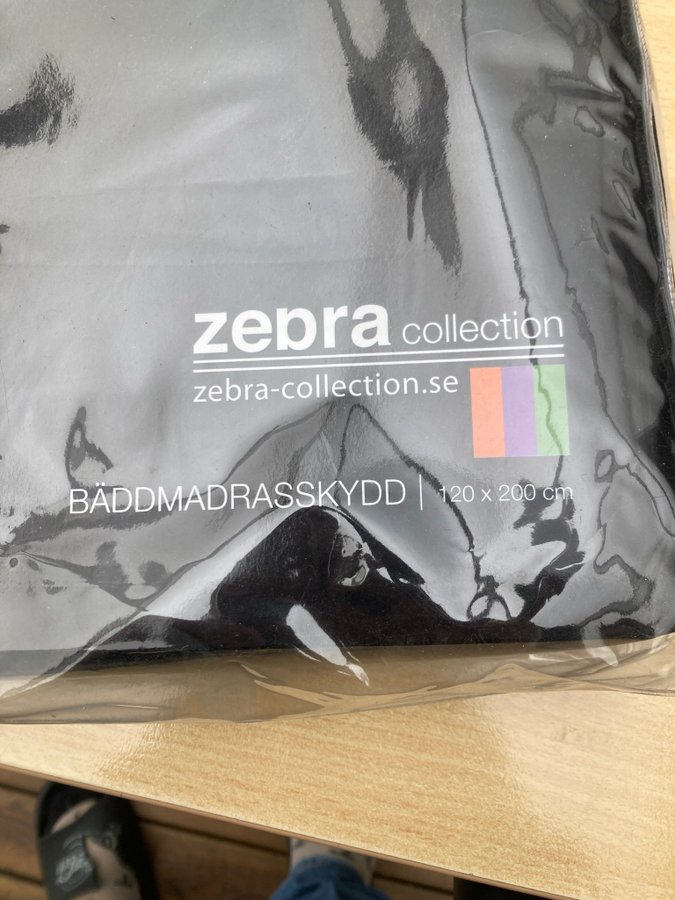 zebra collection
zebra-collection.se
BÄDDMADRASSKYDD | 120 x 200 cm